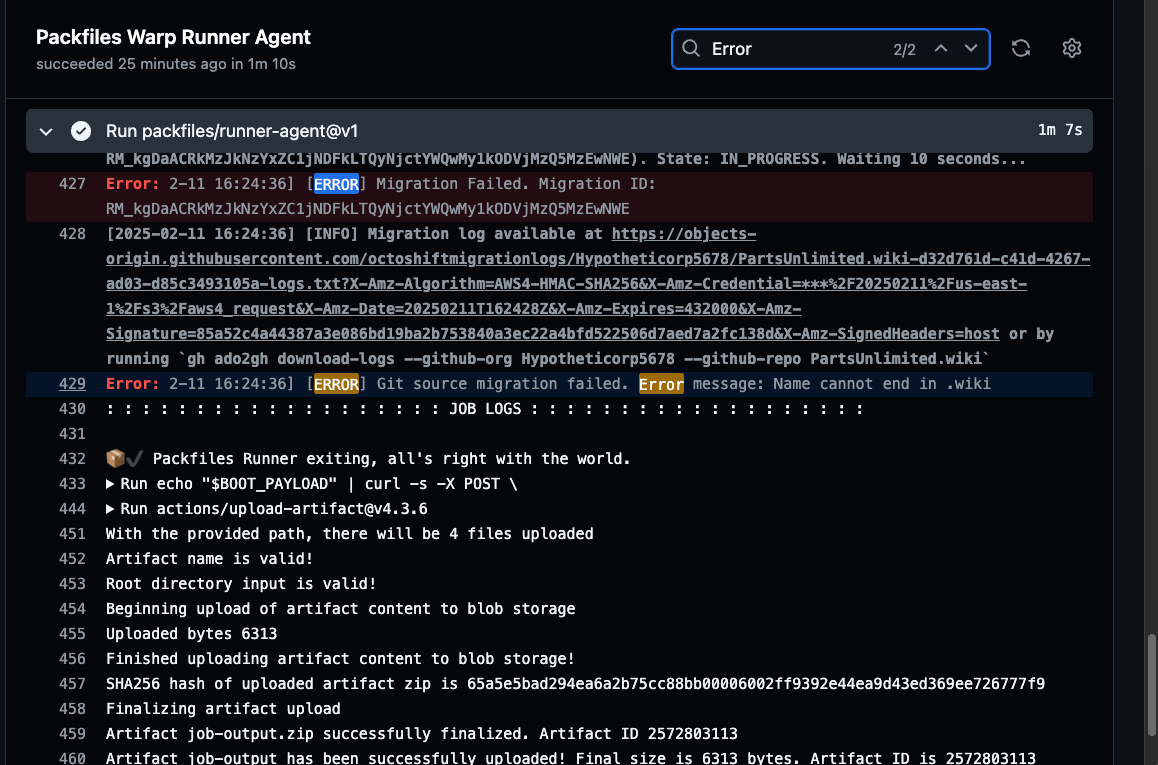 Packfiles Warp Runner Agent
succeeded 25 minutes ago in 1m 10s
Error
2/2
Run packfiles/runner-agent@v1
1m 7s
RM_kgDaACRkMzJkNzYxZC1jNDFkLTQyNjctYWQwMy1kODVjMzQ5MzEwNWE). State: IN_PROGRESS. Waiting 10 seconds...
427 Error: 2-11 16:24:36] [ERROR] Migration Failed. Migration ID:
RM_kgDaACRkMzJkNzYxZC1jNDFkLTQyNjctYWQwMy1kODVjMzQ5MzEwNWE
428 [2025-02-11 16:24:36] [INFO] Migration log available at https://objects-
origin.githubusercontent.com/octoshiftmigrationlogs/Hypotheticorp5678/PartsUnlimited.wiki-d32d761d-c41d-4267-
ad03-d85c3493105a-logs.txt?X-Amz-Algorithm=AWS4-HMAC-SHA256&X-Amz-Credential=***%2F20250211%2Fus-east-
1%2Fs3%2Faws4_request&X-Amz-Date=20250211T162428Z&X-Amz-Expires=432000&X-Amz-
Signature=85a52c4a44387a3e086bd19ba2b753840a3ec22a4bfd522506d7aed7a2fc138d&X-Amz-SignedHeaders=host or by
running `gh ado2gh download-logs --github-org Hypotheticorp5678 --github-repo PartsUnlimited.wiki`
429 Error: 2-11 16:24:36] [ERROR] Git source migration failed. Error message: Name cannot end in .wiki
430 : : : : : : : : : : : : : : : : : : : JOB LOGS : : : : : : : : : : : : : : : : : : :
431
432 📦✔ Packfiles Runner exiting, all's right with the world.
433 ▶ Run echo "$BOOT_PAYLOAD" | curl -s -X POST \
444 ▶ Run actions/upload-artifact@v4.3.6
451 With the provided path, there will be 4 files uploaded
452 Artifact name is valid!
453 Root directory input is valid!
454 Beginning upload of artifact content to blob storage
455 Uploaded bytes 6313
456 Finished uploading artifact content to blob storage!
457 SHA256 hash of uploaded artifact zip is 65a5e5bad294ea6a2b75cc88bb00006002ff9392e44ea9d43ed369ee726777f9
458 Finalizing artifact upload
459 Artifact job-output.zip successfully finalized. Artifact ID 2572803113
460 Artifact job-output has been successfully uploaded! Final size is 6313 bytes. Artifact ID is 2572803113